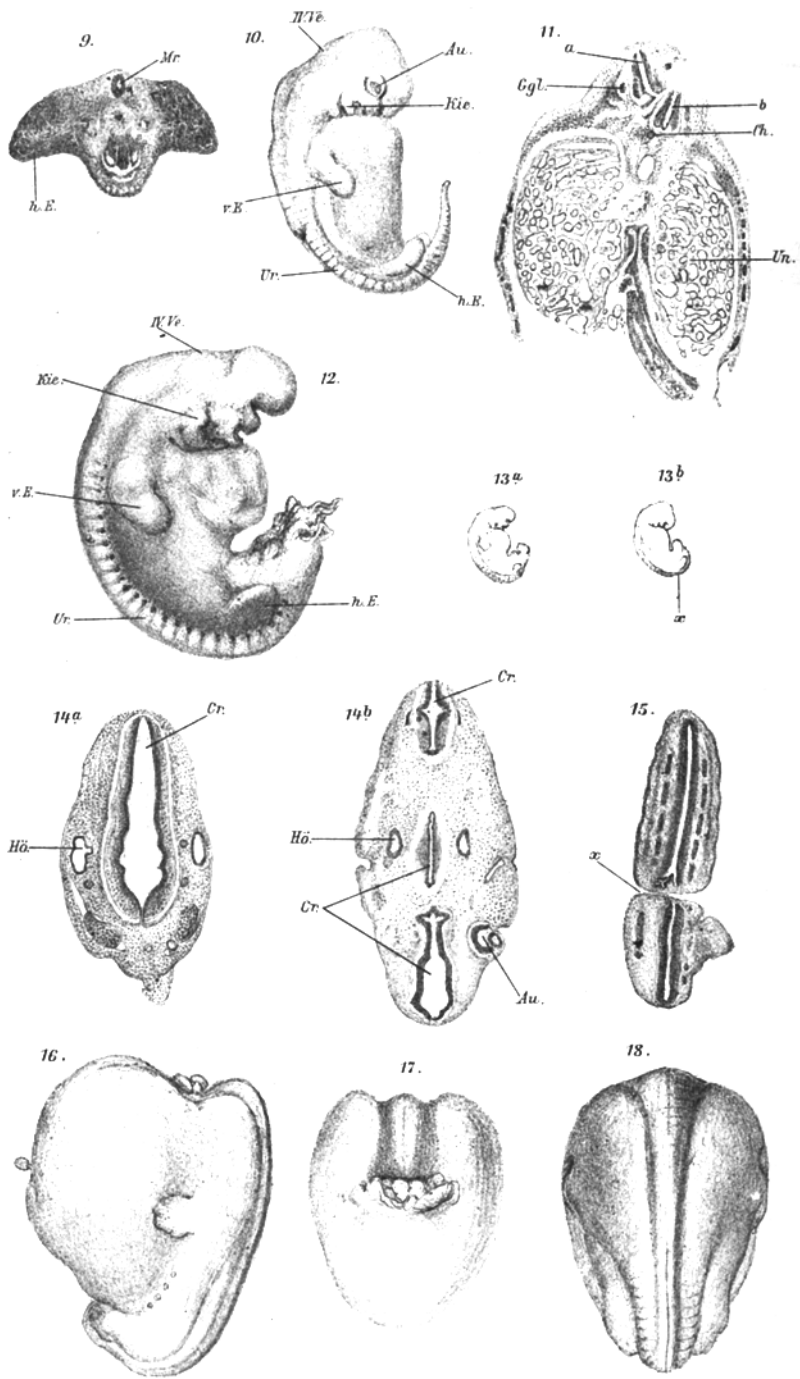 9.
Mr.
h.E.
10.
IV.Ve.
Au.
Kie.
v.E.
Ur.
h.E.
11.
a
Ggl.
b
Ch.
Un.
12.
IV.Ve.
Kie.
v.E.
Ur.
h.E.
13a
13b
x
14a
Cr.
Hö.
14b
Cr.
Hö.
Cr.
Au.
15.
x
16.
17.
18.